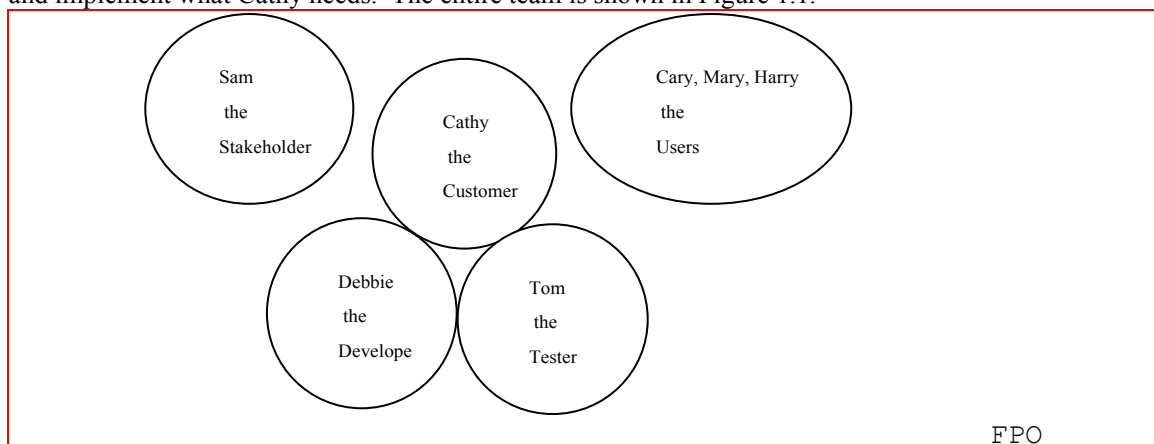 and implement what Cathy needs. The entire team is shown in Figure 1.1.
Sam
the
Stakeholder
Cathy
the
Customer
Cary, Mary, Harry
the
Users
Debbie
the
Develope
Tom
the
Tester
FPO